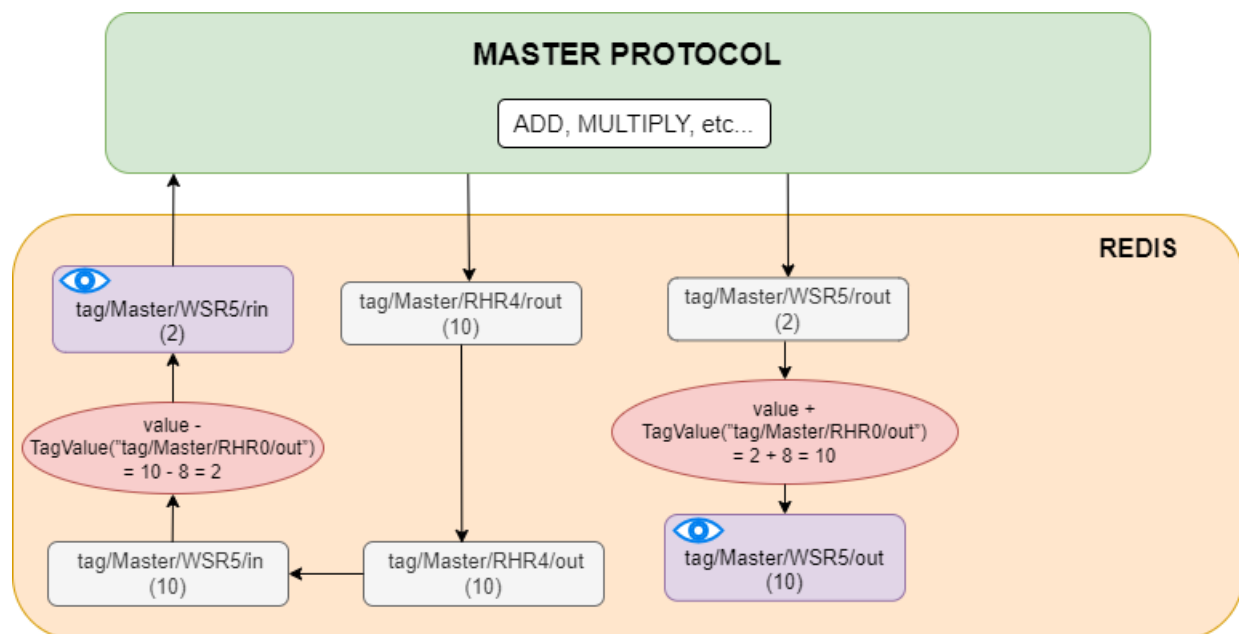 MASTER PROTOCOL
ADD, MULTIPLY, etc...
REDIS
tag/Master/WSR5/rin
(2)
tag/Master/RHR4/rout
(10)
tag/Master/WSR5/rout
(2)
value -
TagValue("tag/Master/RHR0/out")
= 10 - 8 = 2
value +
TagValue("tag/Master/RHR0/out")
= 2 + 8 = 10
tag/Master/WSR5/in
(10)
tag/Master/RHR4/out
(10)
tag/Master/WSR5/out
(10)